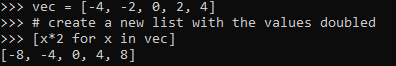 >>> vec = [-4, -2, 0, 2, 4]
>>> # create a new list with the values doubled
>>> [x*2 for x in vec]
[-8, -4, 0, 4, 8]